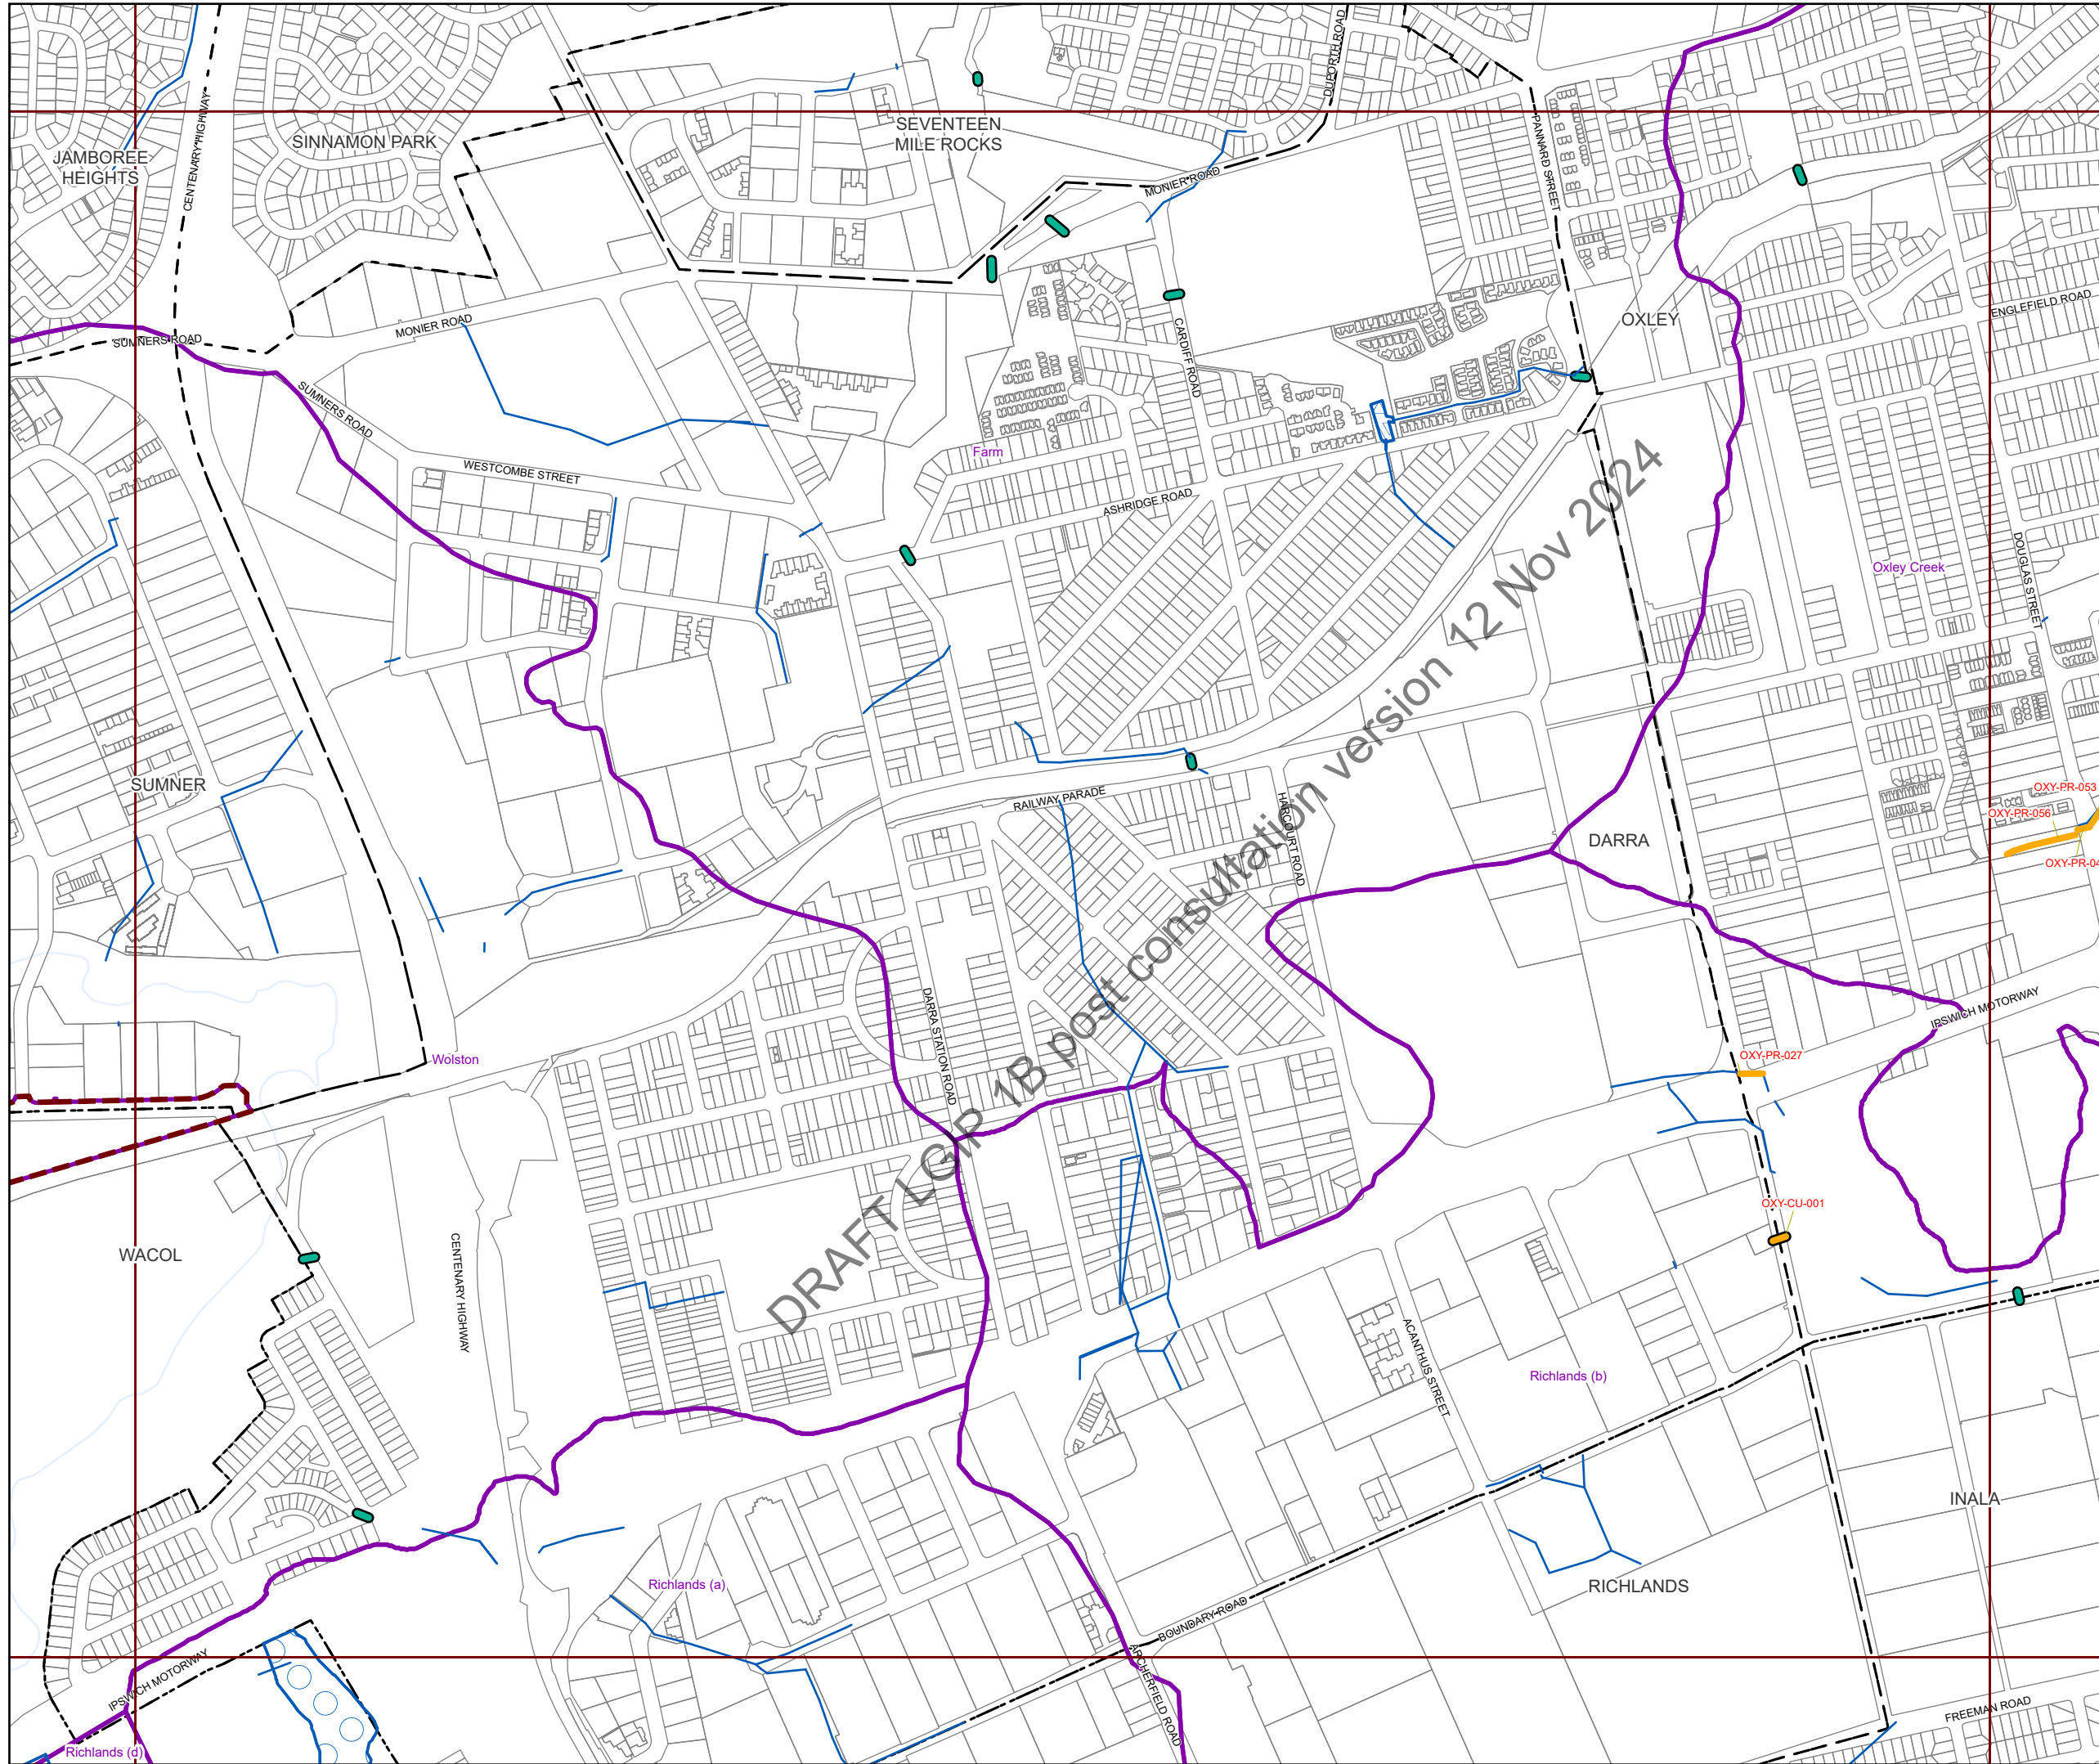 DUPORTH ROAD
SEVENTEEN
MILE ROCKS
SINNAMON PARK
JAMBOREE
HEIGHTS
CENTENARY HIGHWAY
PANNARD STREET
MONIER ROAD
ENGLEFIELD ROAD
OXLEY
MONIER ROAD
SUMNERS ROAD
CARDIFF ROAD
SUMNERS ROAD
Farm
WESTCOMBE STREET
ASHRIDGE ROAD
Oxley Creek
DOUGLAS STREET
SUMNER
OXY-PR-053
RAILWAY PARADE
HARCOURT ROAD
OXY-PR-056
DARRA
OXY-PR-04
DRAFT LGIP 1B post consultation version 12 Nov 2024
IPSWICH MOTORWAY
DARRA STATION ROAD
Wolston
OXY-PR-027
OXY-CU-001
WACOL
CENTENARY HIGHWAY
ACANTHUS STREET
Richlands (b)
INALA
Richlands (a)
RICHLANDS
BOUNDARY ROAD
IPSWICH MOTORWAY
ARCHERFIELD ROAD
FREEMAN ROAD
Richlands (d)